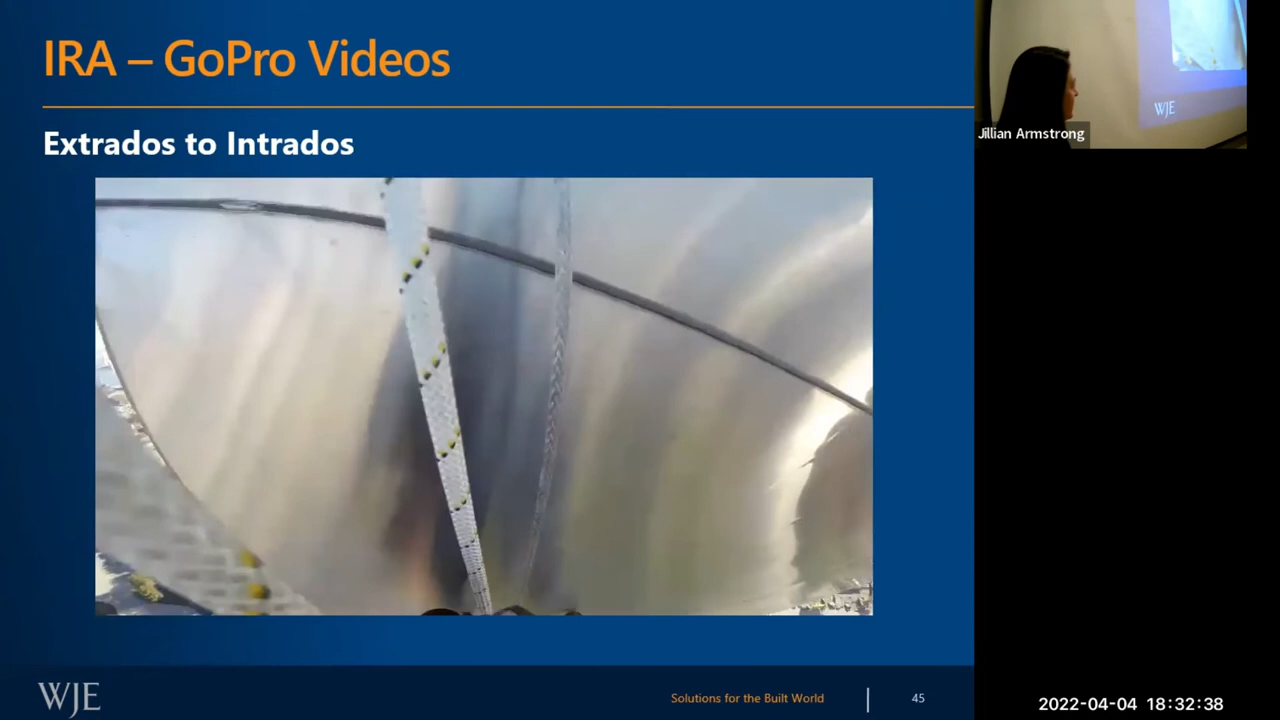 IRA – GoPro Videos
Extrados to Intrados
WJE
Jillian Armstrong
WJE
Solutions for the Built World
45
2022-04-04 18:32:38